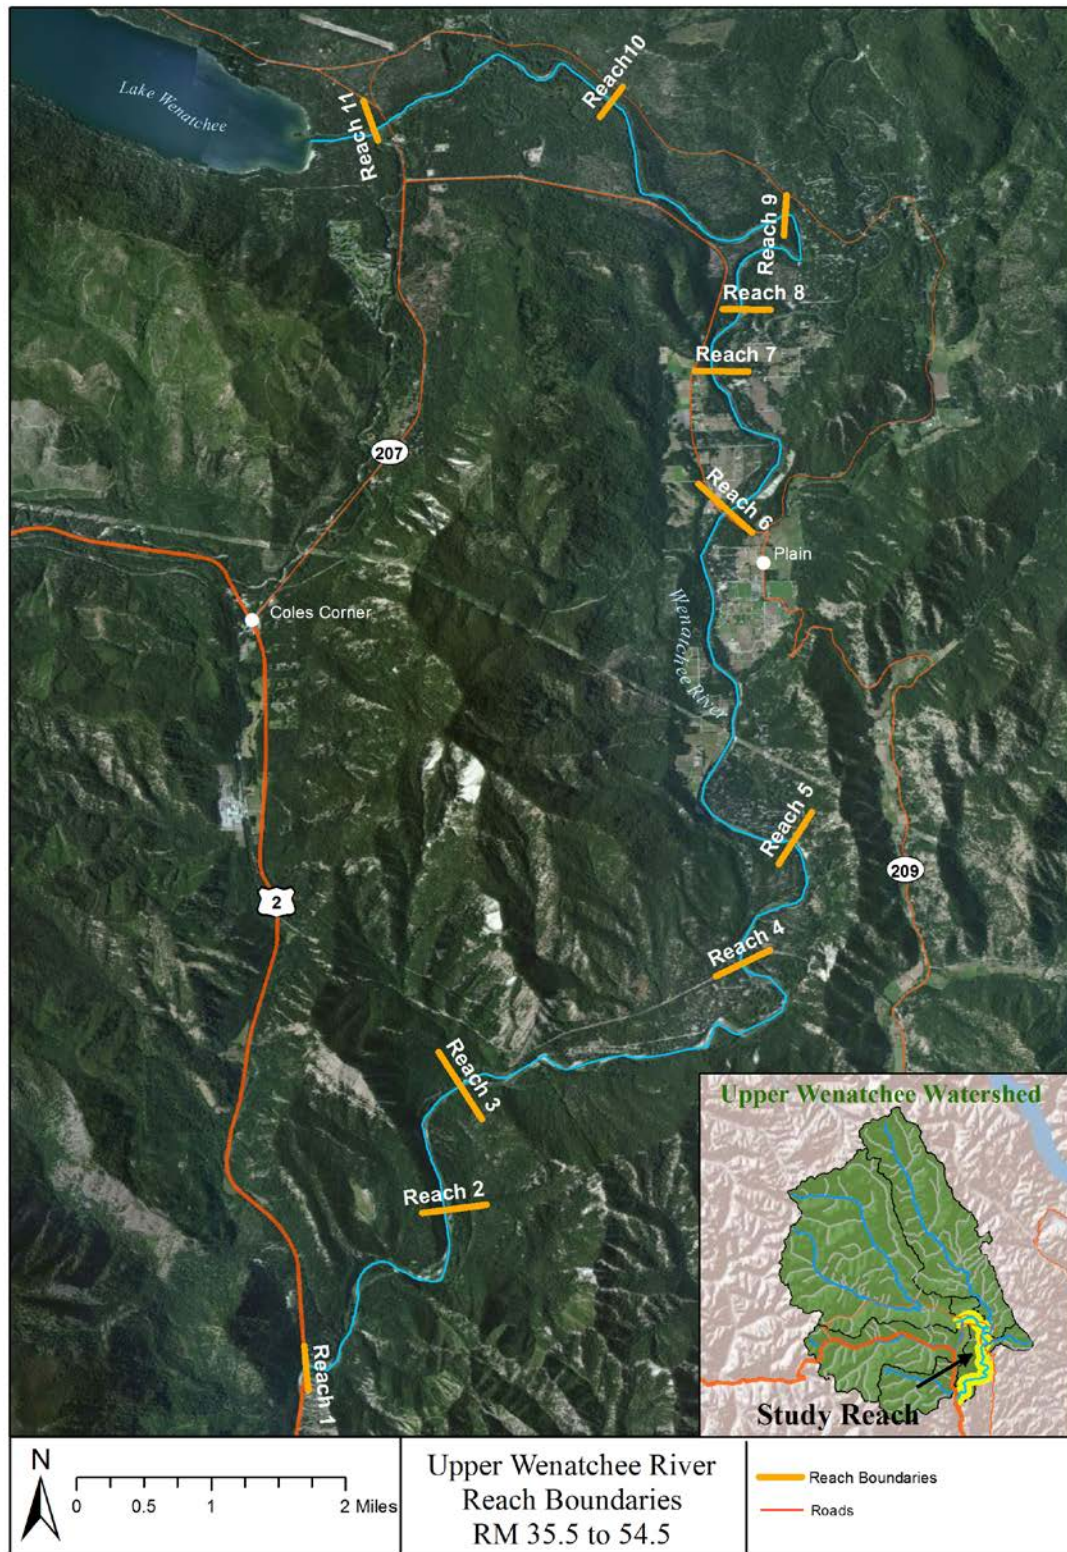 Lake Wenatchee
Reach 11
Reach10
Reach 9
Reach 8
Reach 7
207
Reach 6
Plain
Coles Corner
Wenatchee River
Reach 5
209
2
Reach 4
Reach 3
Reach 2
Reach 1
Upper Wenatchee Watershed
Study Reach
N
0 0.5 1 2 Miles
Upper Wenatchee River
Reach Boundaries
RM 35.5 to 54.5
Reach Boundaries
Roads